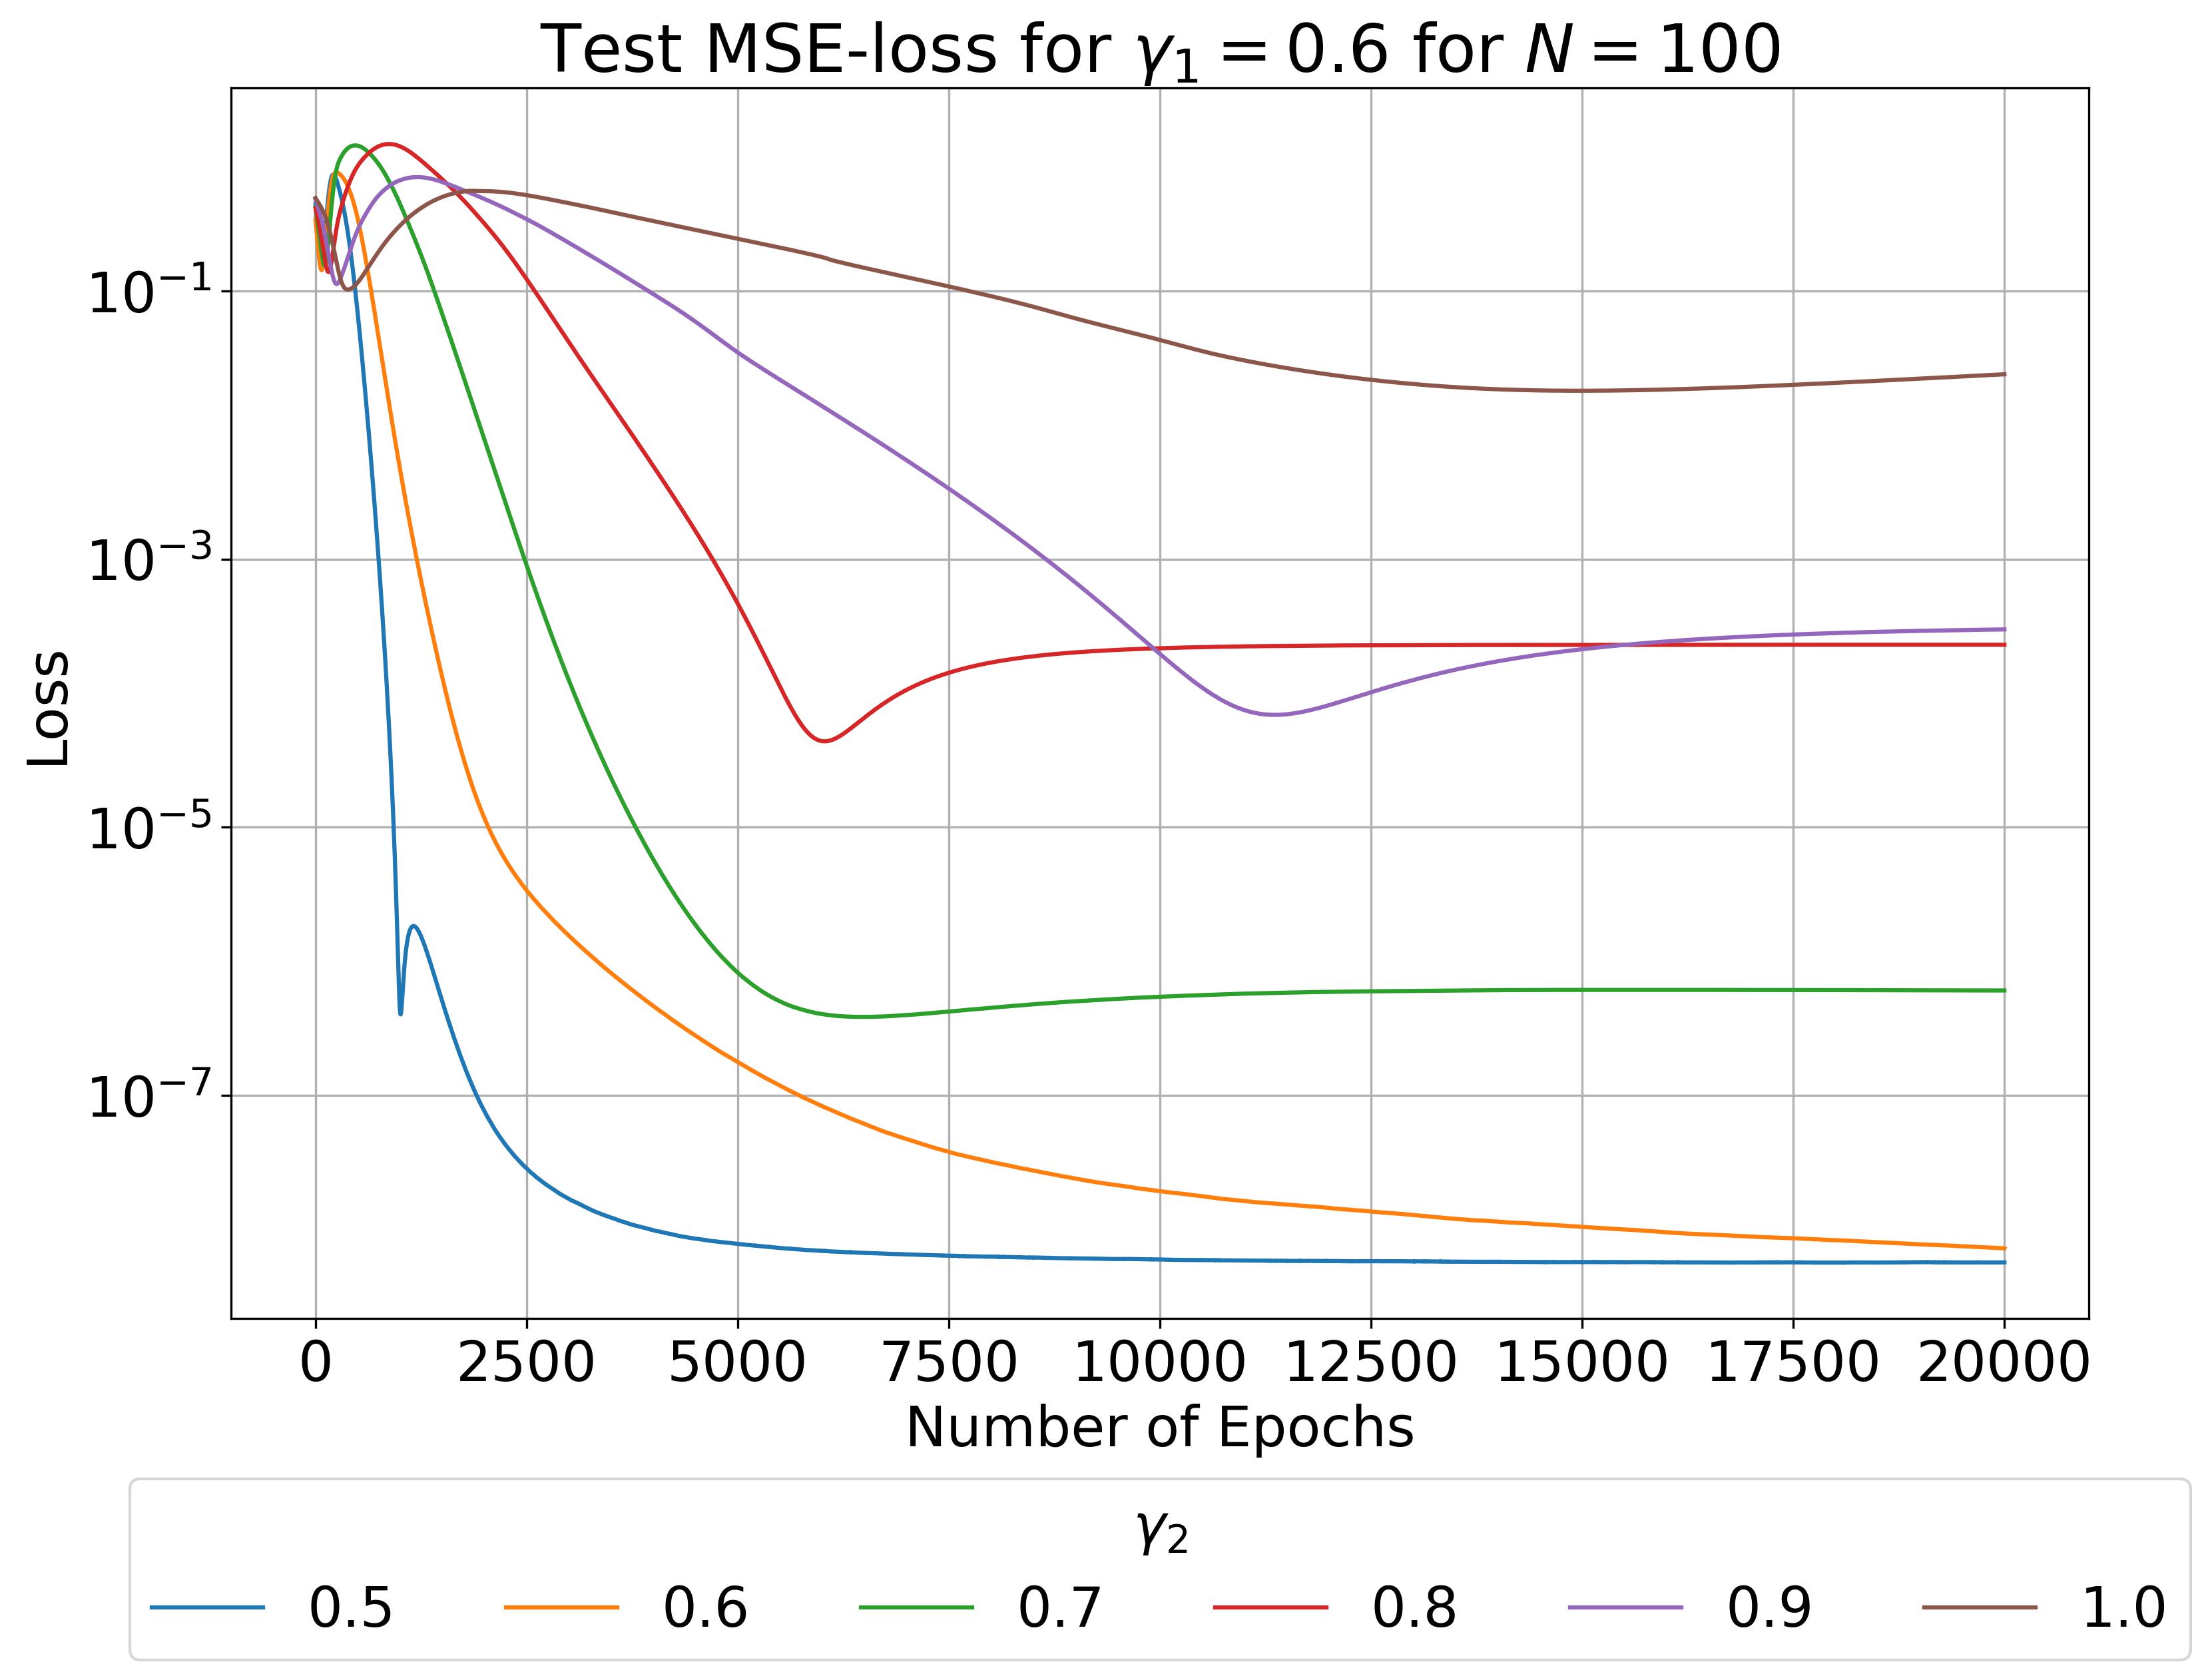 Test MSE-loss for γ₁ = 0.6 for N = 100
10⁻¹
10⁻³
10⁻⁵
10⁻⁷
Loss
0 2500 5000 7500 10000 12500 15000 17500 20000
Number of Epochs
γ₂
0.5 0.6 0.7 0.8 0.9 1.0